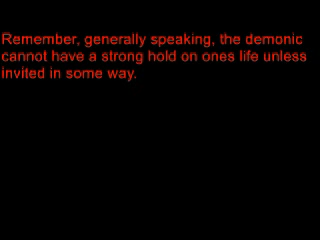 Remember, generally speaking, the demonic
cannot have a strong hold on ones life unless
invited in some way.